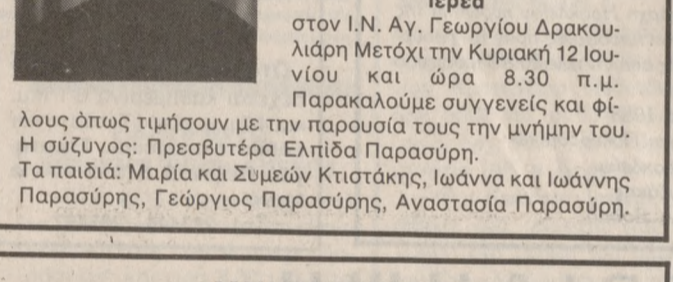 Ιερέα
στον Ι.Ν. Αγ. Γεωργίου Δρακου-
λιάρη Μετόχι την Κυριακή 12 Ιου-
νίου και ώρα 8.30 π.μ.
Παρακαλούμε συγγενείς και φί-
λους όπως τιμήσουν με την παρουσία τους την μνήμην του.
Η σύζυγος: Πρεσβυτέρα Ελπίδα Παρασύρη.
Τα παιδιά: Μαρία και Συμεών Κτιστάκης, Ιωάννα και Ιωάννης
Παρασύρης, Γεώργιος Παρασύρης, Αναστασία Παρασύρη.